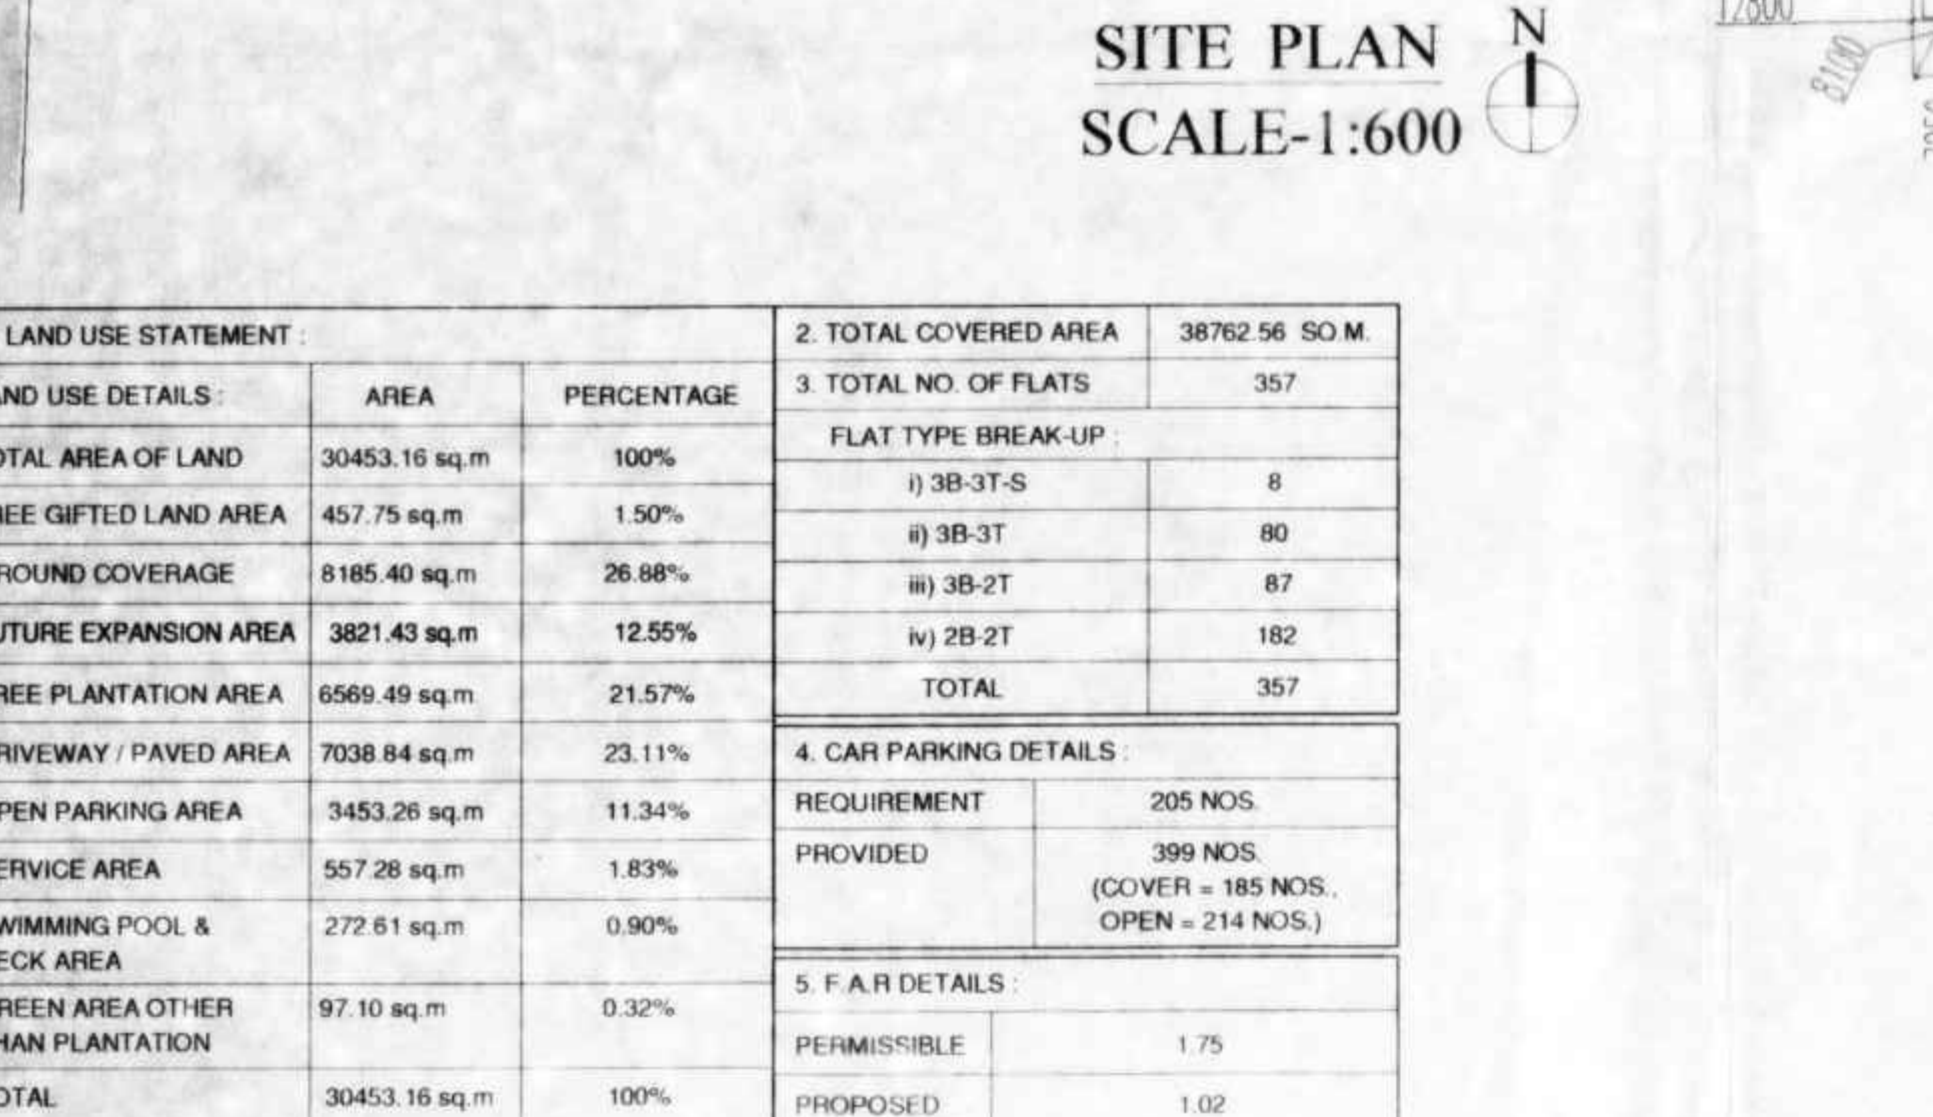 SITE PLAN
N
SCALE-1:600
12800
8100
LAND USE STATEMENT :
AND USE DETAILS :
AREA
PERCENTAGE
OTAL AREA OF LAND
30453.16 sq.m
100%
REE GIFTED LAND AREA
457.75 sq.m
1.50%
ROUND COVERAGE
8185.40 sq.m
26.88%
UTURE EXPANSION AREA
3821.43 sq.m
12.55%
REE PLANTATION AREA
6569.49 sq.m
21.57%
RIVEWAY / PAVED AREA
7038.84 sq.m
23.11%
PEN PARKING AREA
3453.26 sq.m
11.34%
ERVICE AREA
557.28 sq.m
1.83%
WIMMING POOL &
ECK AREA
272.61 sq.m
0.90%
REEN AREA OTHER
HAN PLANTATION
97.10 sq.m
0.32%
OTAL
30453.16 sq.m
100%
2. TOTAL COVERED AREA
38762.56 SQ.M.
3. TOTAL NO. OF FLATS
357
FLAT TYPE BREAK-UP :
i) 3B-3T-S
8
ii) 3B-3T
80
iii) 3B-2T
87
iv) 2B-2T
182
TOTAL
357
4. CAR PARKING DETAILS :
REQUIREMENT
205 NOS.
PROVIDED
399 NOS.
(COVER = 185 NOS.,
OPEN = 214 NOS.)
5. F.A.R DETAILS :
PERMISSIBLE
1.75
PROPOSED
1.02